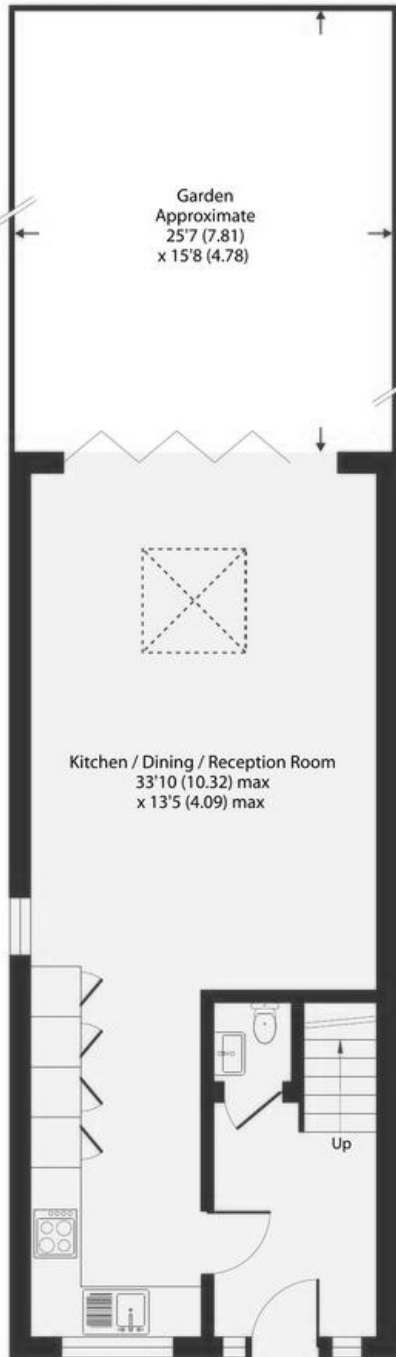 Garden
Approximate
25'7 (7.81)
x 15'8 (4.78)
Kitchen / Dining / Reception Room
33'10 (10.32) max
x 13'5 (4.09) max
Up